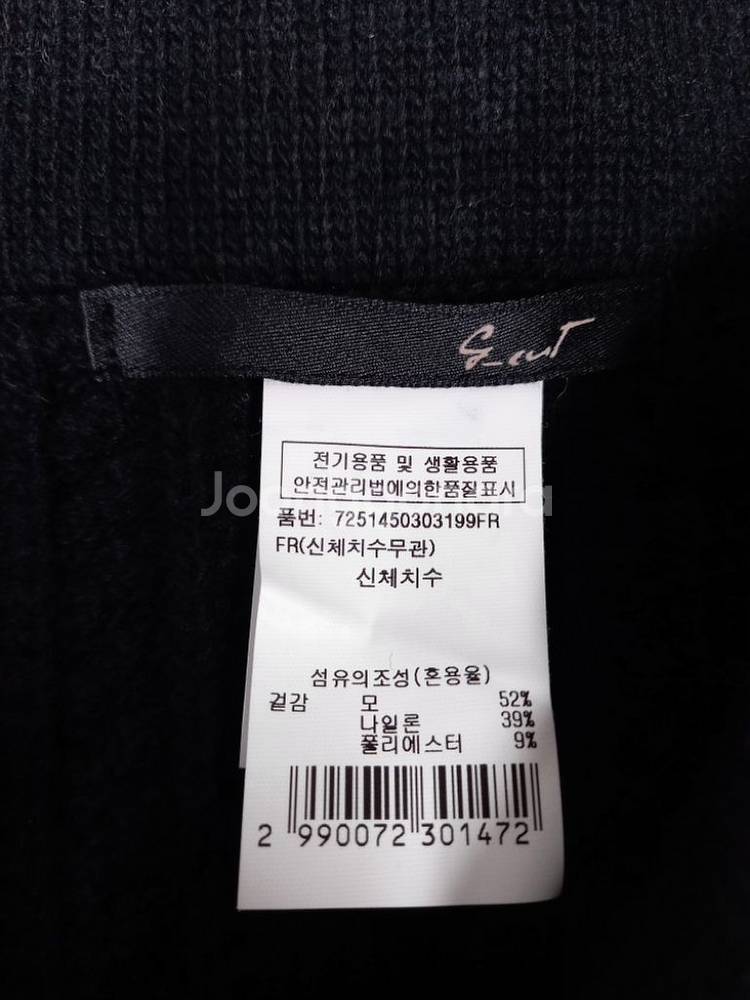 G_cut
전기용품 및 생활용품
안전관리법에의한품질표시
품번: 7251450303199FR
FR(신체치수무관)
신체치수
섬유의조성(혼용율)
겉감 모 52%
나일론 39%
폴리에스터 9%
2 990072 301472